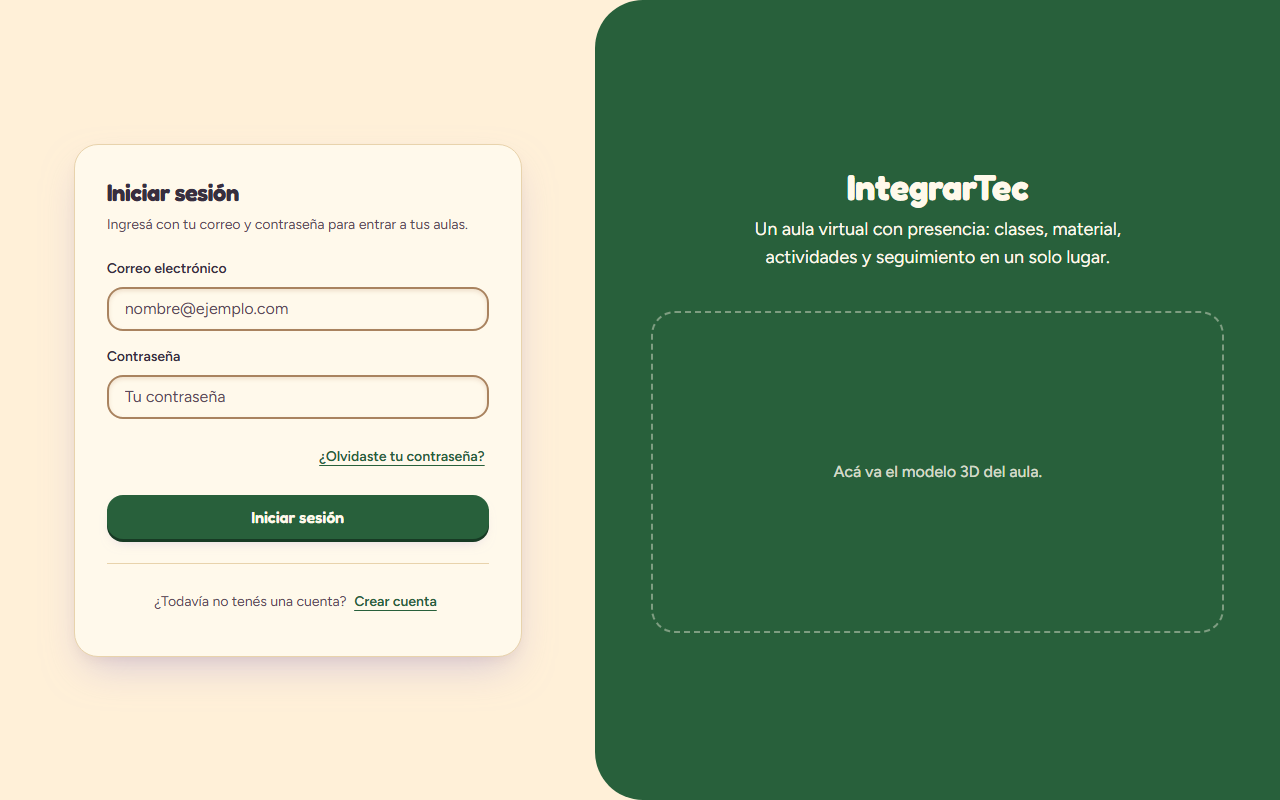 Iniciar sesión
Ingresá con tu correo y contraseña para entrar a tus aulas.
Correo electrónico
nombre@ejemplo.com
Contraseña
Tu contraseña
¿Olvidaste tu contraseña?
Iniciar sesión
¿Todavía no tenés una cuenta? Crear cuenta
IntegrarTec
Un aula virtual con presencia: clases, material,
actividades y seguimiento en un solo lugar.
Acá va el modelo 3D del aula.